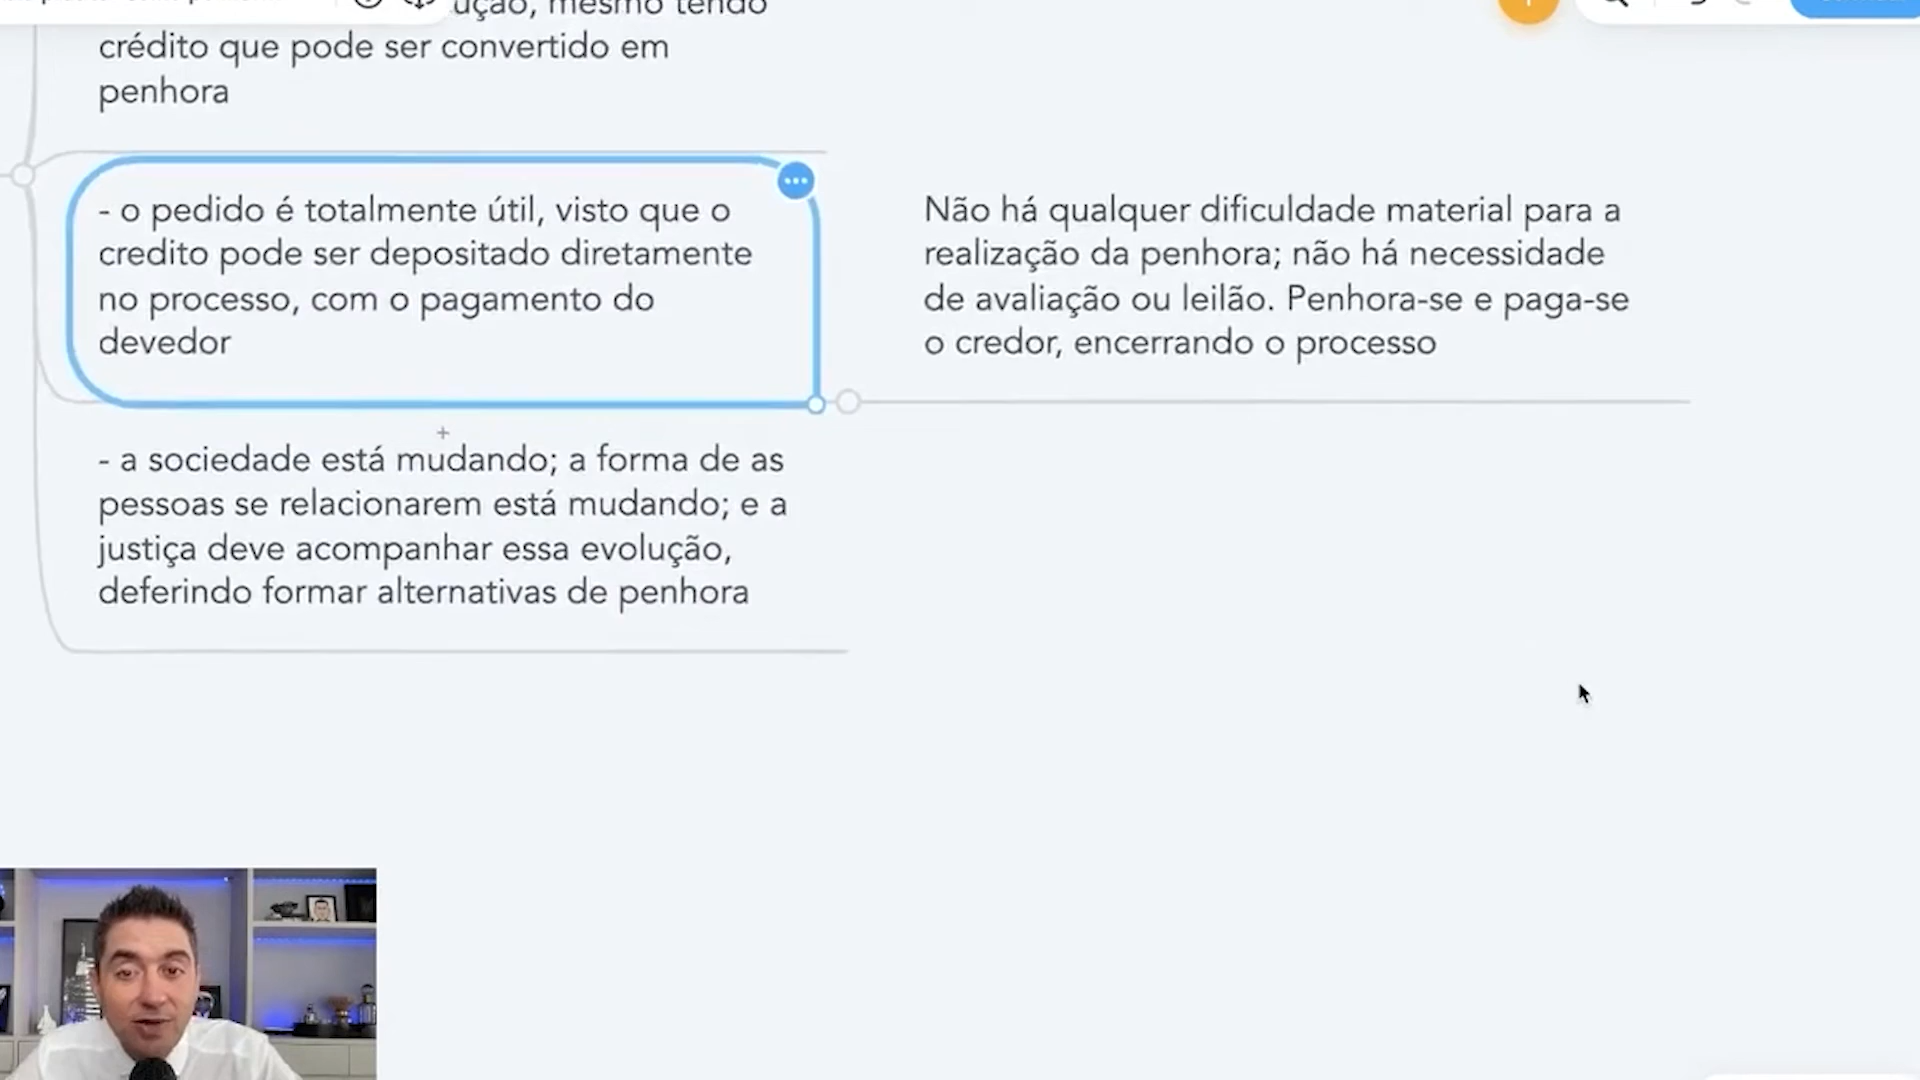 mesmo tendo
crédito que pode ser convertido em
penhora
- o pedido é totalmente útil, visto que o
credito pode ser depositado diretamente
no processo, com o pagamento do
devedor
Não há qualquer dificuldade material para a
realização da penhora; não há necessidade
de avaliação ou leilão. Penhora-se e paga-se
o credor, encerrando o processo
- a sociedade está mudando; a forma de as
pessoas se relacionarem está mudando; e a
justiça deve acompanhar essa evolução,
deferindo formar alternativas de penhora